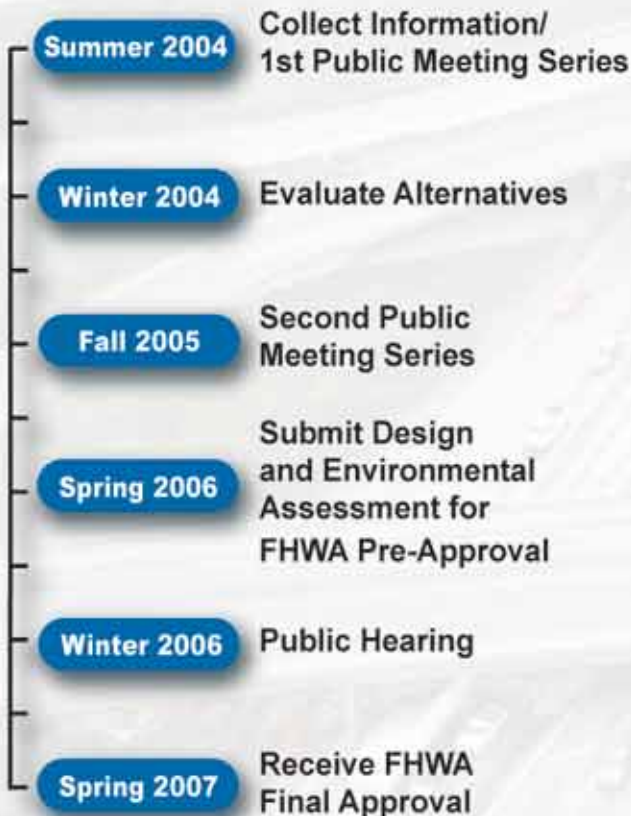 Summer 2004
Collect Information/
1st Public Meeting Series
Winter 2004
Evaluate Alternatives
Fall 2005
Second Public
Meeting Series
Spring 2006
Submit Design
and Environmental
Assessment for
FHWA Pre-Approval
Winter 2006
Public Hearing
Spring 2007
Receive FHWA
Final Approval